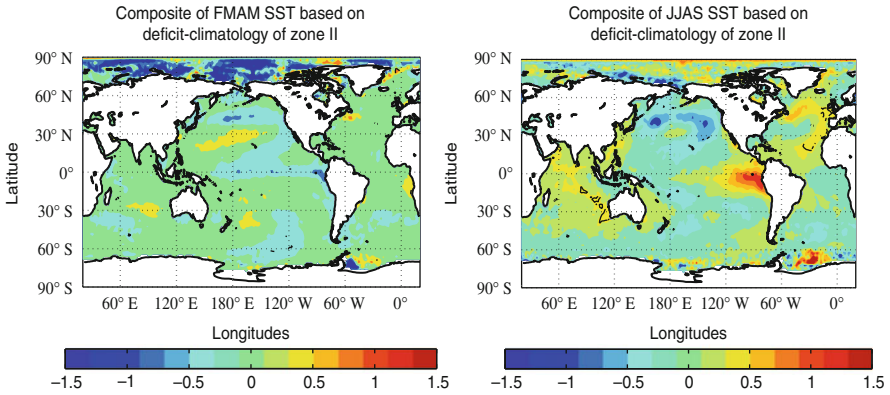 Composite of FMAM SST based on
deficit-climatology of zone II
90° N
60° N
30° N
0°
30° S
60° S
90° S
Latitude
60° E 120° E 180° E 120° W 60° W 0°
Longitudes
−1.5 −1 −0.5 0 0.5 1 1.5
Composite of JJAS SST based on
deficit-climatology of zone II
90° N
60° N
30° N
0°
30° S
60° S
90° S
Latitude
60° E 120° E 180° E 120° W 60° W 0°
Longitudes
−1.5 −1 −0.5 0 0.5 1 1.5